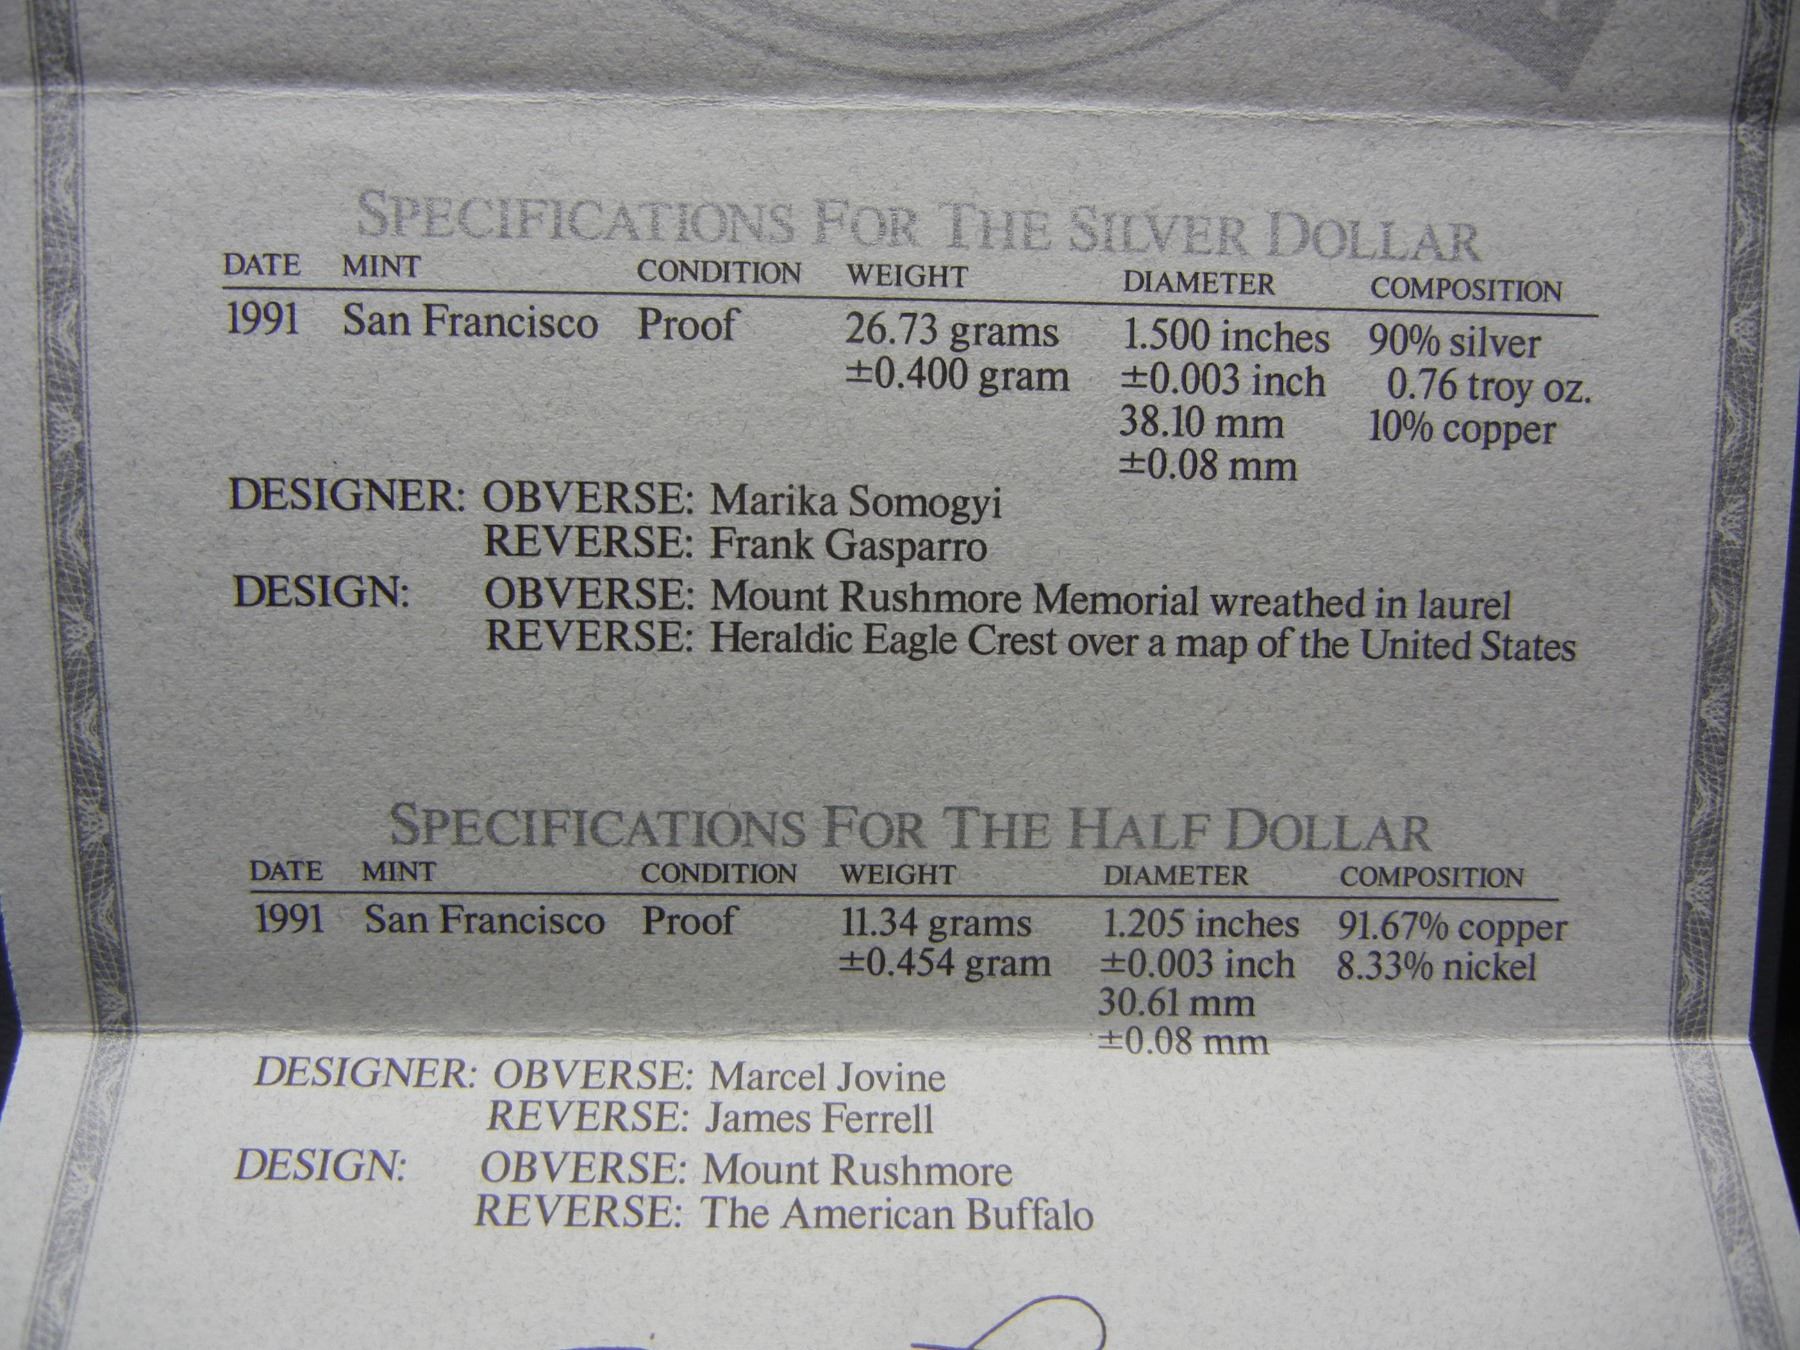 SPECIFICATIONS FOR THE SILVER DOLLAR
DATE MINT CONDITION WEIGHT DIAMETER COMPOSITION
1991 San Francisco Proof 26.73 grams 1.500 inches 90% silver
±0.400 gram ±0.003 inch 0.76 troy oz.
38.10 mm 10% copper
±0.08 mm
DESIGNER: OBVERSE: Marika Somogyi
REVERSE: Frank Gasparro
DESIGN: OBVERSE: Mount Rushmore Memorial wreathed in laurel
REVERSE: Heraldic Eagle Crest over a map of the United States
SPECIFICATIONS FOR THE HALF DOLLAR
DATE MINT CONDITION WEIGHT DIAMETER COMPOSITION
1991 San Francisco Proof 11.34 grams 1.205 inches 91.67% copper
±0.454 gram ±0.003 inch 8.33% nickel
30.61 mm
±0.08 mm
DESIGNER: OBVERSE: Marcel Jovine
REVERSE: James Ferrell
DESIGN: OBVERSE: Mount Rushmore
REVERSE: The American Buffalo